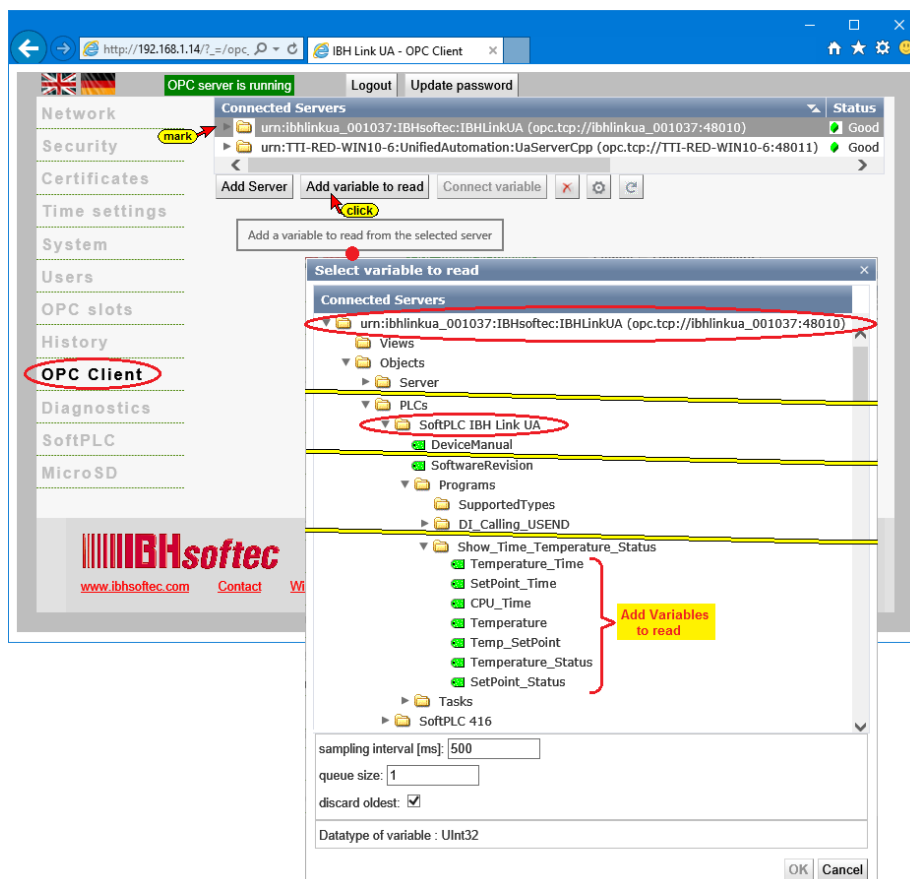 http://192.168.1.14/?_=/opc_
IBH Link UA - OPC Client
OPC server is running
Logout
Update password
Network
Security
Certificates
Time settings
System
Users
OPC slots
History
OPC Client
Diagnostics
SoftPLC
MicroSD
Connected Servers
Status
mark
urn:ibhlinkua_001037:IBHsoftec:IBHLinkUA (opc.tcp://ibhlinkua_001037:48010)
Good
urn:TTI-RED-WIN10-6:UnifiedAutomation:UaServerCpp (opc.tcp://TTI-RED-WIN10-6:48011)
Good
Add Server
Add variable to read
Connect variable
click
Add a variable to read from the selected server
Select variable to read
Connected Servers
urn:ibhlinkua_001037:IBHsoftec:IBHLinkUA (opc.tcp://ibhlinkua_001037:48010)
Views
Objects
Server
PLCs
SoftPLC IBH Link UA
DeviceManual
SoftwareRevision
Programs
SupportedTypes
DI_Calling_USEND
Show_Time_Temperature_Status
Temperature_Time
SetPoint_Time
CPU_Time
Temperature
Temp_SetPoint
Temperature_Status
SetPoint_Status
Add Variables
to read
Tasks
SoftPLC 416
sampling interval [ms]: 500
queue size: 1
discard oldest:
Datatype of variable : UInt32
OK
Cancel
IBHsoftec
www.ibhsoftec.com
Contact
Wi